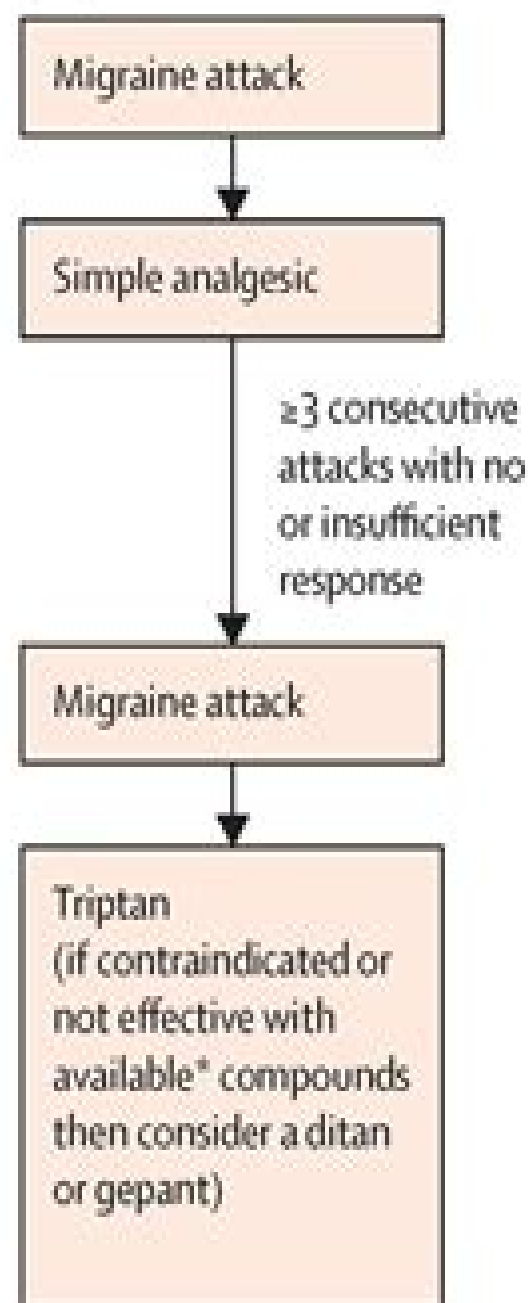 Migraine attack
Simple analgesic
≥3 consecutive
attacks with no
or insufficient
response
Migraine attack
Triptan
(if contraindicated or
not effective with
available* compounds
then consider a ditan
or gepant)